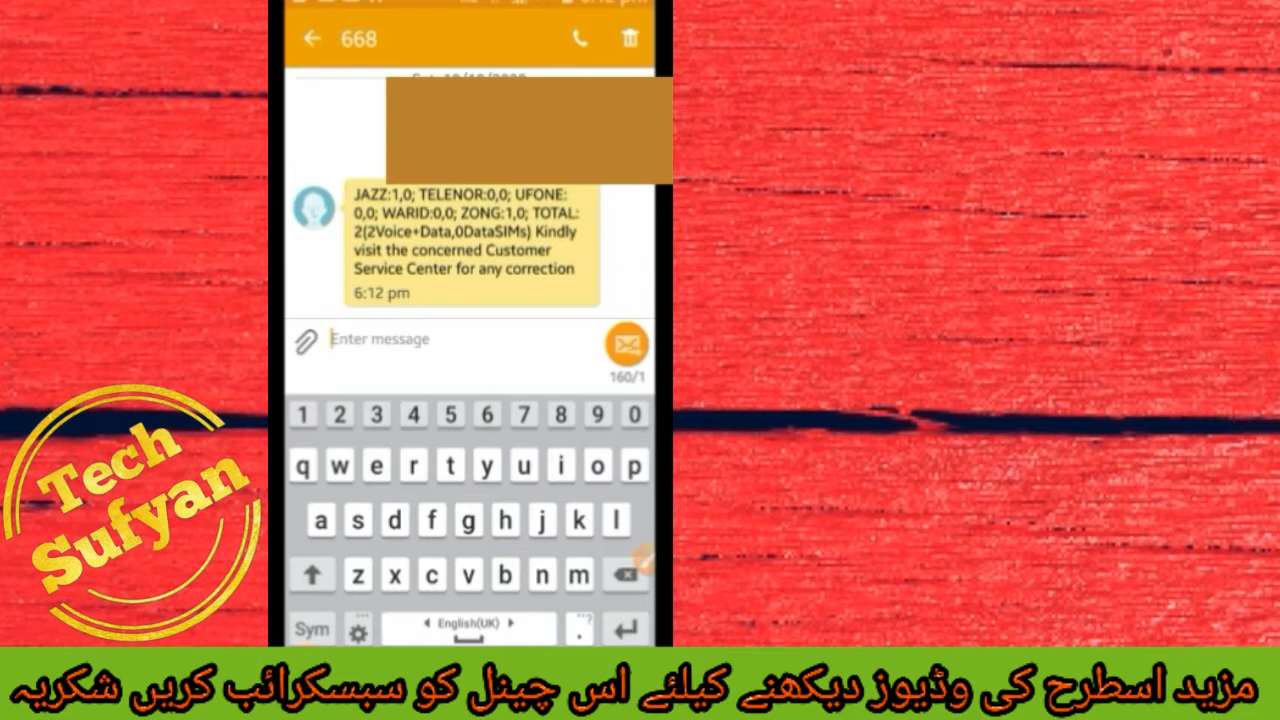 668
JAZZ:1,0; TELENOR:0,0; UFONE:
0,0; WARID:0,0; ZONG:1,0; TOTAL:
2(2Voice+Data,0DataSIMs) Kindly
visit the concerned Customer
Service Center for any correction
6:12 pm
Enter message
160/1
1 2 3 4 5 6 7 8 9 0
q w e r t y u i o p
a s d f g h j k l
z x c v b n m
Sym English(UK) .
Tech
Sufyan
مزید اسطرح کی وڈیوز دیکھنے کیلئے اس چینل کو سبسکرائب کریں شکریہ